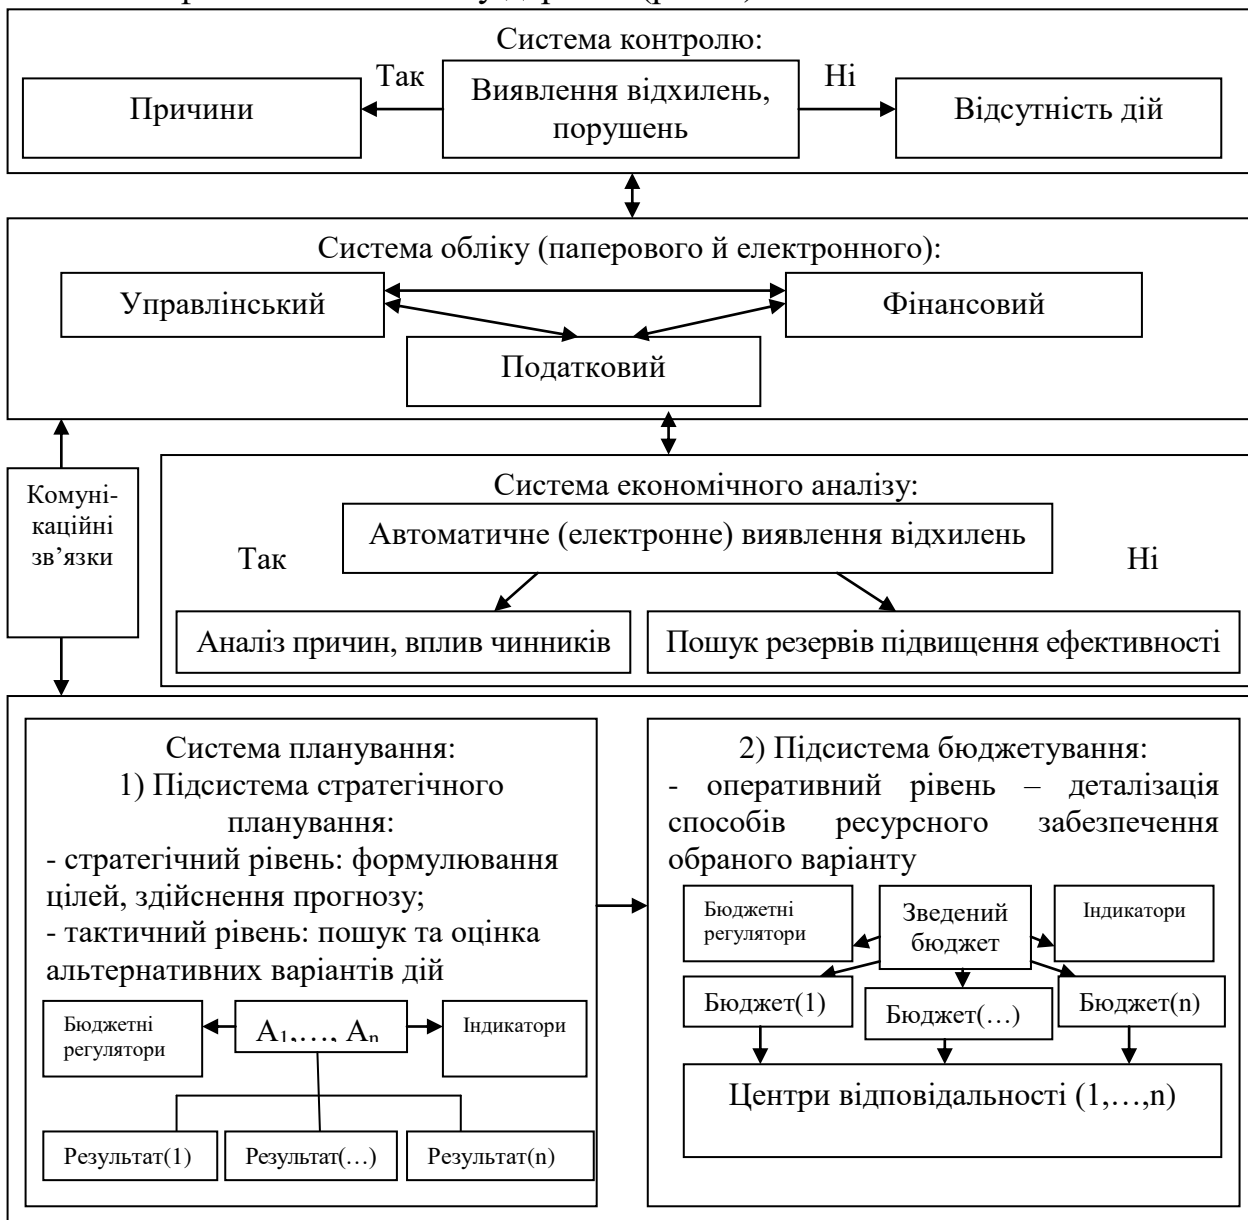 Система контролю:
Так
Ні
Причини
Виявлення відхилень,
порушень
Відсутність дій
Система обліку (паперового й електронного):
Управлінський
Фінансовий
Податковий
Комуні-
каційні
зв’язки
Система економічного аналізу:
Автоматичне (електронне) виявлення відхилень
Так
Ні
Аналіз причин, вплив чинників
Пошук резервів підвищення ефективності
Система планування:
1) Підсистема стратегічного
планування:
- стратегічний рівень: формулювання
цілей, здійснення прогнозу;
- тактичний рівень: пошук та оцінка
альтернативних варіантів дій
Бюджетні
регулятори
А₁,…, Аₙ
Індикатори
Результат(1)
Результат(…)
Результат(n)
2) Підсистема бюджетування:
- оперативний рівень – деталізація
способів ресурсного забезпечення
обраного варіанту
Бюджетні
регулятори
Зведений
бюджет
Індикатори
Бюджет(1)
Бюджет(…)
Бюджет(n)
Центри відповідальності (1,…,n)